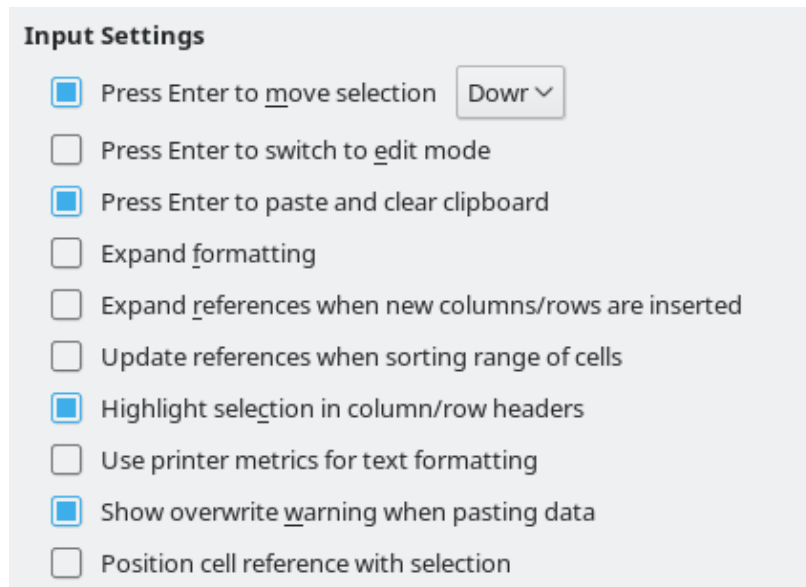 Input Settings
Press Enter to move selection Dowr
Press Enter to switch to edit mode
Press Enter to paste and clear clipboard
Expand formatting
Expand references when new columns/rows are inserted
Update references when sorting range of cells
Highlight selection in column/row headers
Use printer metrics for text formatting
Show overwrite warning when pasting data
Position cell reference with selection